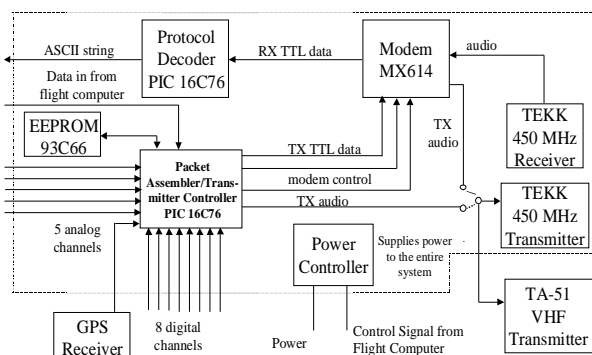 ASCII string
Protocol
Decoder
PIC 16C76
RX TTL data
Modem
MX614
audio
Data in from
flight computer
EEPROM
93C66
TEKK
450 MHz
Receiver
Packet
Assembler/Trans-
mitter Controller
PIC 16C76
TX TTL data
modem control
TX audio
TX
audio
TEKK
450 MHz
Transmitter
5 analog
channels
Power
Controller
Supplies power
to the entire
system
GPS
Receiver
8 digital
channels
Power
Control Signal from
Flight Computer
TA-51
VHF
Transmitter